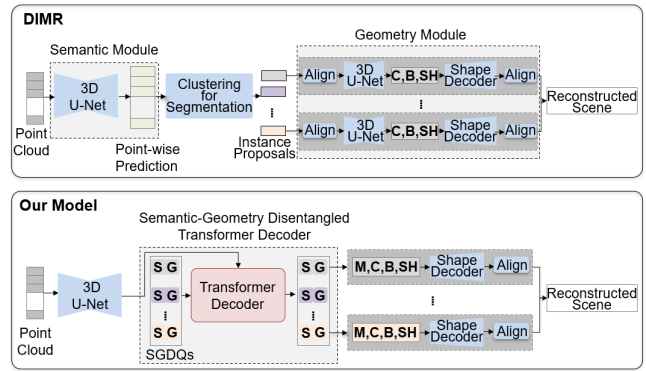 DIMR
Semantic Module
Geometry Module
3D
U-Net
Clustering
for
Segmentation
Align
3D
U-Net
C,B,SH
Shape
Decoder
Align
Point
Cloud
Point-wise
Prediction
Instance
Proposals
Align
3D
U-Net
C,B,SH
Shape
Decoder
Align
Reconstructed
Scene
Our Model
Semantic-Geometry Disentangled
Transformer Decoder
3D
U-Net
Point
Cloud
S G
S G
S G
SGDQs
Transformer
Decoder
S G
S G
S G
M,C,B,SH
Shape
Decoder
Align
M,C,B,SH
Shape
Decoder
Align
Reconstructed
Scene